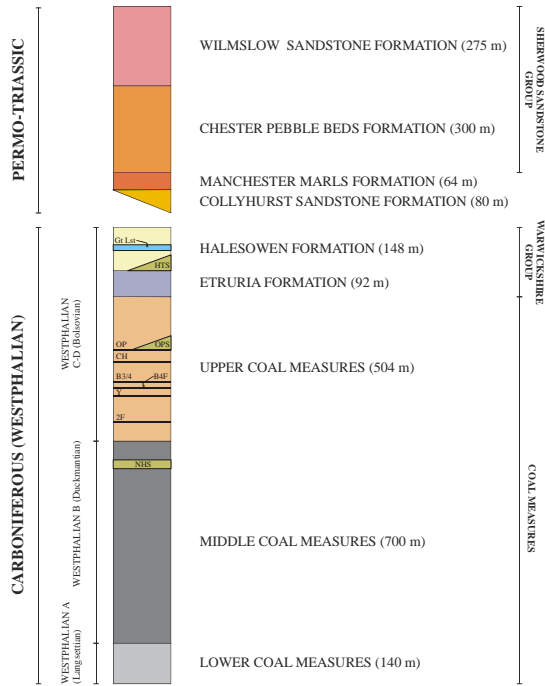 PERMO-TRIASSIC
WILMSLOW SANDSTONE FORMATION (275 m)
CHESTER PEBBLE BEDS FORMATION (300 m)
MANCHESTER MARLS FORMATION (64 m)
COLLYHURST SANDSTONE FORMATION (80 m)
SHERWOOD SANDSTONE
GROUP
CARBONIFEROUS (WESTPHALIAN)
WESTPHALIAN
C-D (Bolsovian)
WESTPHALIAN B (Duckmantian)
WESTPHALIAN A
(Langsettian)
Gt Lst
HTS
OP
OPS
CH
B3/4
B4F
Y
2F
NHS
HALESOWEN FORMATION (148 m)
ETRURIA FORMATION (92 m)
UPPER COAL MEASURES (504 m)
MIDDLE COAL MEASURES (700 m)
LOWER COAL MEASURES (140 m)
WARWICKSHIRE
GROUP
COAL MEASURES